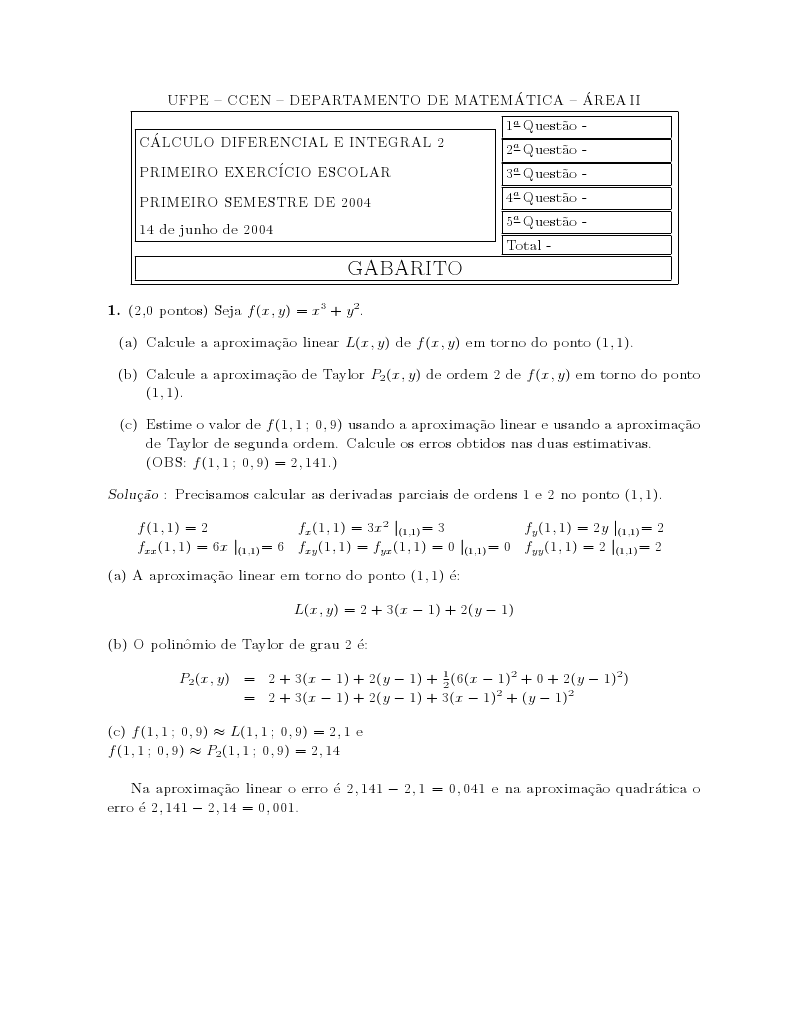 UFPE – CCEN – DEPARTAMENTO DE MATEMÁTICA – ÁREA II
CÁLCULO DIFERENCIAL E INTEGRAL 2
PRIMEIRO EXERCÍCIO ESCOLAR
PRIMEIRO SEMESTRE DE 2004
14 de junho de 2004
1ª Questão -
2ª Questão -
3ª Questão -
4ª Questão -
5ª Questão -
Total -
GABARITO
1. (2,0 pontos) Seja f(x, y) = x³ + y².
(a) Calcule a aproximação linear L(x, y) de f(x, y) em torno do ponto (1, 1).
(b) Calcule a aproximação de Taylor P₂(x, y) de ordem 2 de f(x, y) em torno do ponto
(1, 1).
(c) Estime o valor de f(1, 1 ; 0, 9) usando a aproximação linear e usando a aproximação
de Taylor de segunda ordem. Calcule os erros obtidos nas duas estimativas.
(OBS: f(1, 1 ; 0, 9) = 2, 141.)
Solução : Precisamos calcular as derivadas parciais de ordens 1 e 2 no ponto (1, 1).
f(1, 1) = 2 f_x(1, 1) = 3x² |_(1,1)= 3 f_y(1, 1) = 2y |_(1,1)= 2
f_xx(1, 1) = 6x |_(1,1)= 6 f_xy(1, 1) = f_yx(1, 1) = 0 |_(1,1)= 0 f_yy(1, 1) = 2 |_(1,1)= 2
(a) A aproximação linear em torno do ponto (1, 1) é:
L(x, y) = 2 + 3(x − 1) + 2(y − 1)
(b) O polinômio de Taylor de grau 2 é:
P₂(x, y) = 2 + 3(x − 1) + 2(y − 1) + ½(6(x − 1)² + 0 + 2(y − 1)²)
= 2 + 3(x − 1) + 2(y − 1) + 3(x − 1)² + (y − 1)²
(c) f(1, 1 ; 0, 9) ≈ L(1, 1 ; 0, 9) = 2, 1 e
f(1, 1 ; 0, 9) ≈ P₂(1, 1 ; 0, 9) = 2, 14
Na aproximação linear o erro é 2, 141 − 2, 1 = 0, 041 e na aproximação quadrática o
erro é 2, 141 − 2, 14 = 0, 001.